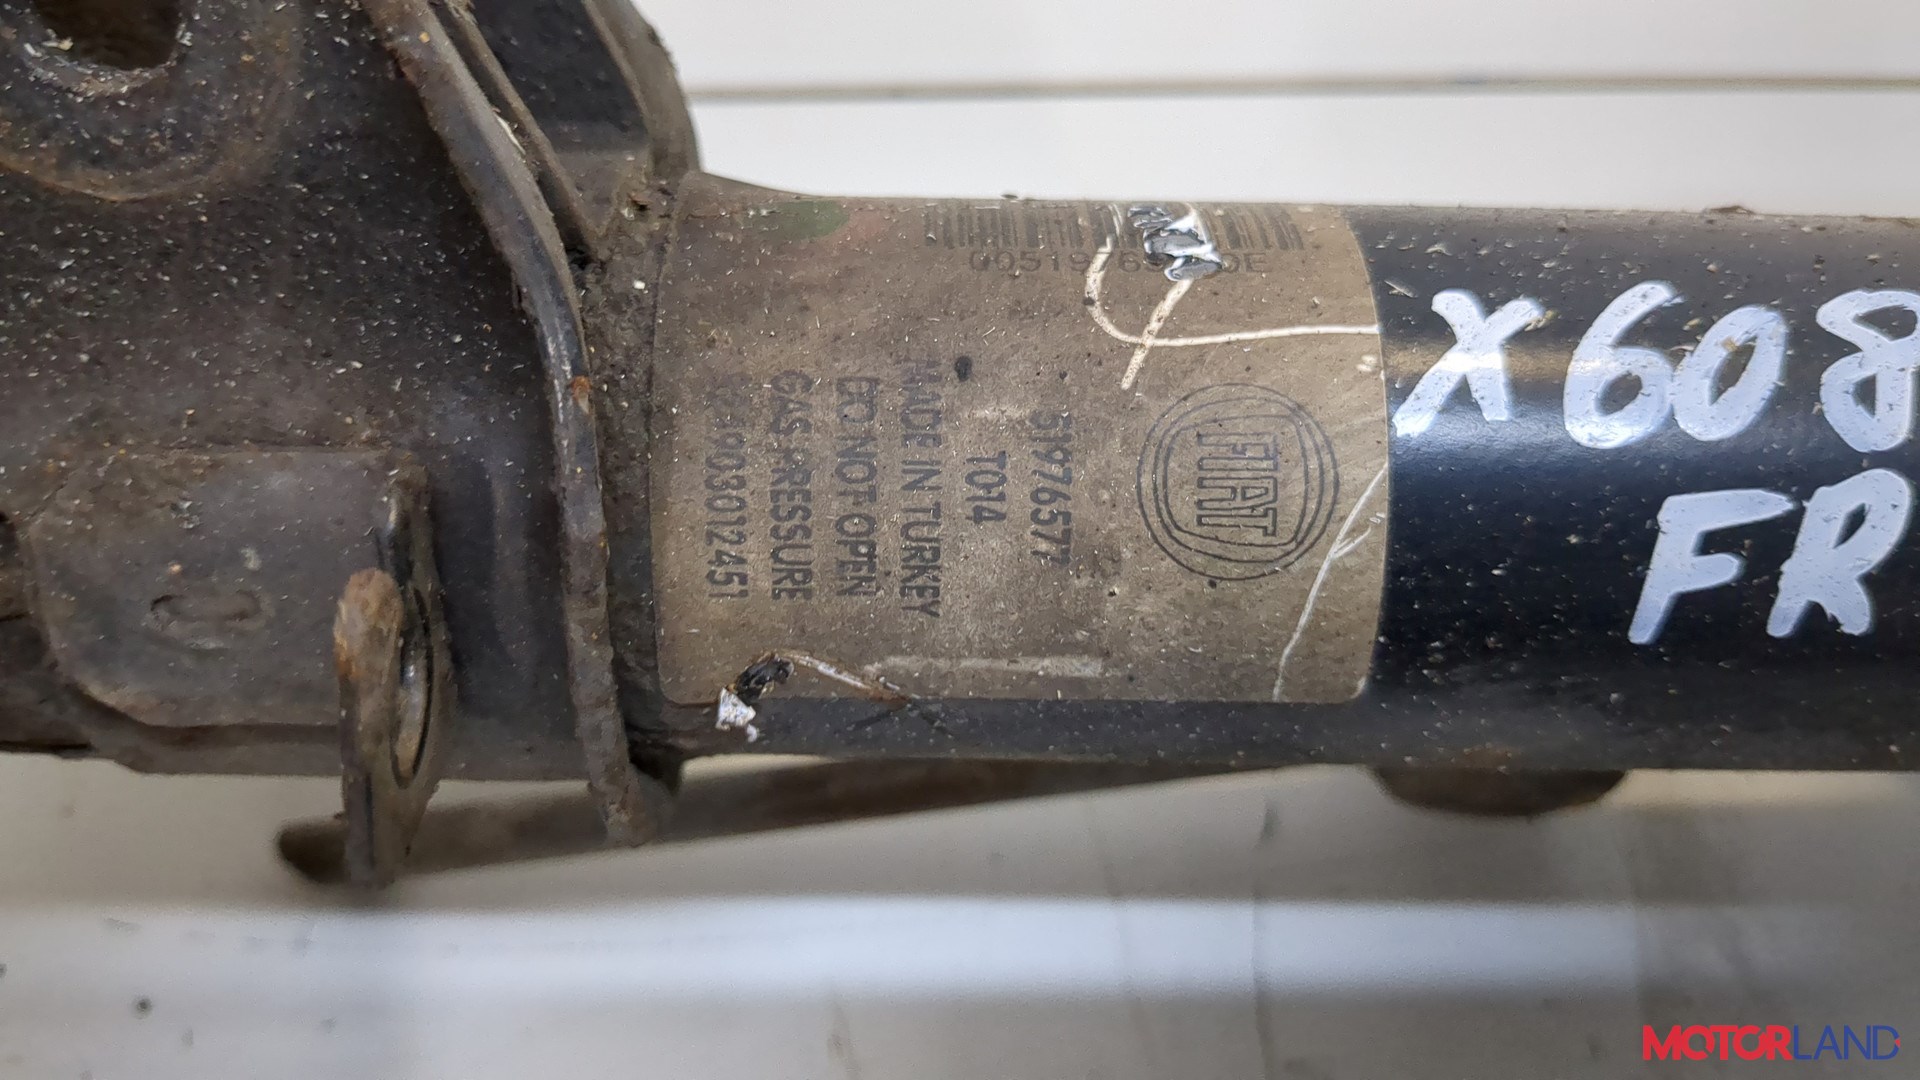 FIAT
51976577
T014
MADE IN TURKEY
DO NOT OPEN
GAS PRESSURE
X608
FR
MOTORLAND